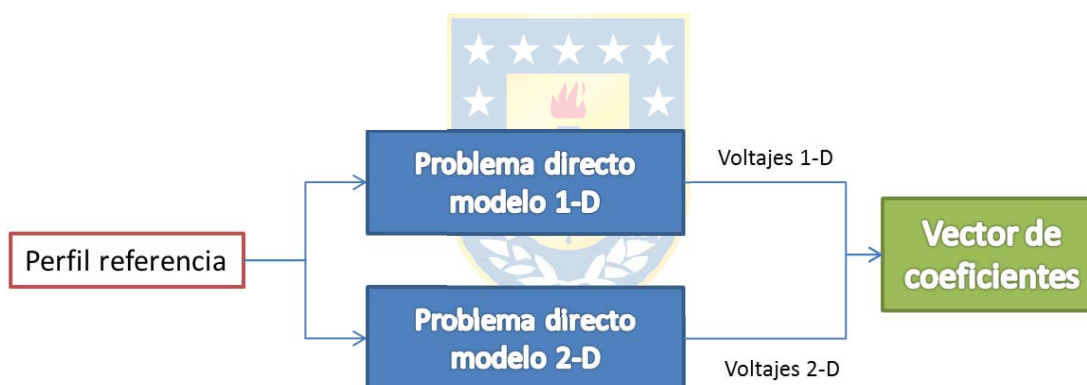 Perfil referencia
Problema directo
modelo 1-D
Problema directo
modelo 2-D
Voltajes 1-D
Voltajes 2-D
Vector de
coeficientes